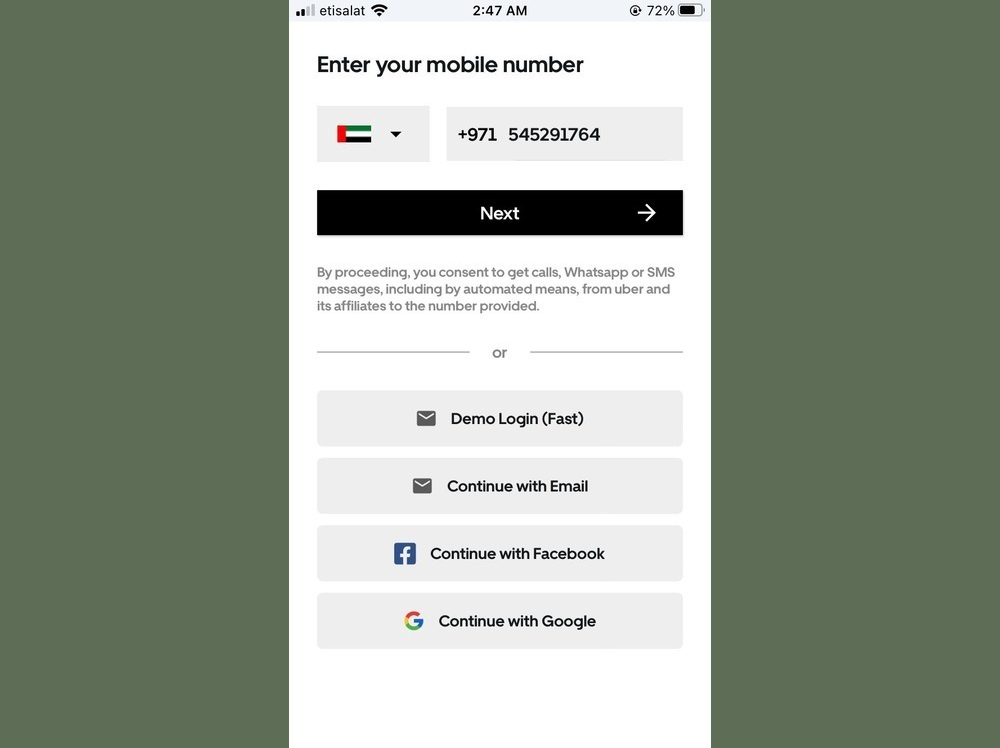 etisalat 2:47 AM 72%
Enter your mobile number
+971 545291764
Next
By proceeding, you consent to get calls, Whatsapp or SMS
messages, including by automated means, from uber and
its affiliates to the number provided.
or
Demo Login (Fast)
Continue with Email
Continue with Facebook
Continue with Google